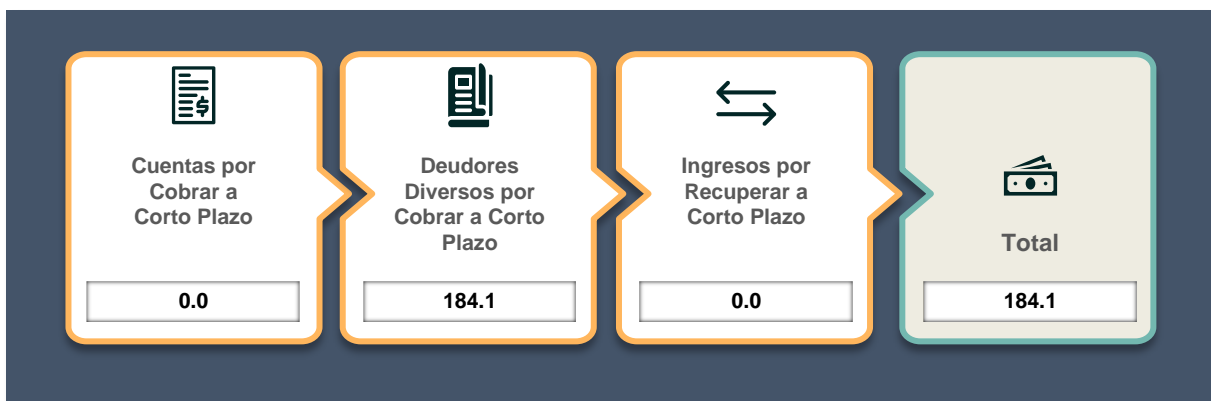 Cuentas por
Cobrar a
Corto Plazo
0.0
Deudores
Diversos por
Cobrar a Corto
Plazo
184.1
Ingresos por
Recuperar a
Corto Plazo
0.0
Total
184.1